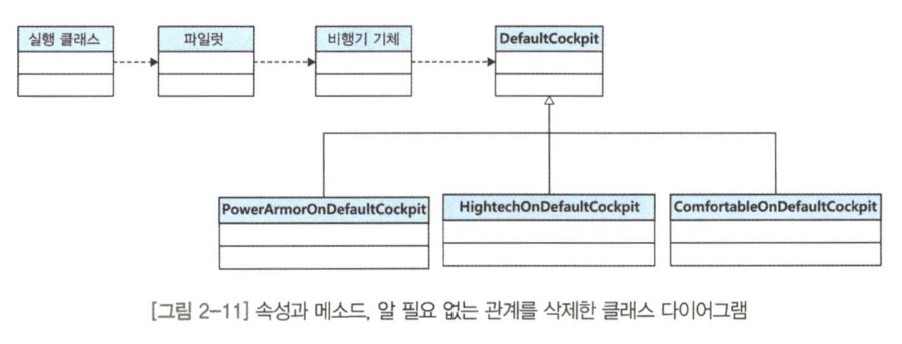 실행 클래스
파일럿
비행기 기체
DefaultCockpit
PowerArmorOnDefaultCockpit
HightechOnDefaultCockpit
ComfortableOnDefaultCockpit
[그림 2-11] 속성과 메소드, 알 필요 없는 관계를 삭제한 클래스 다이어그램